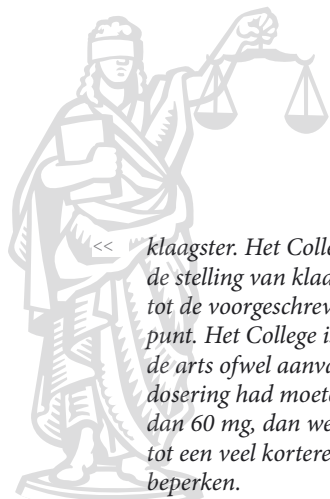 << klaagster. Het Colle
de stelling van klaa
tot de voorgeschrev
punt. Het College i
de arts ofwel aanva
dosering had moete
dan 60 mg, dan we
tot een veel kortere
beperken.